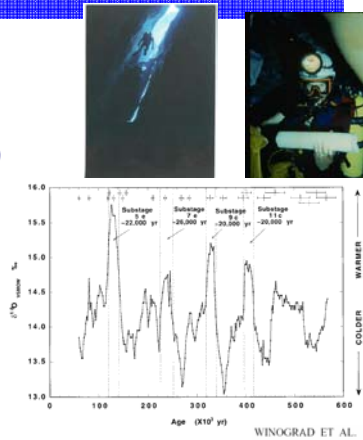 16.0
15.5
15.0
14.5
14.0
13.5
13.0
Substage
5 e
~22,000 yr
Substage
7 e
~26,000 yr
Substage
9 c
~20,000 yr
Substage
11 c
~20,000 yr
WARMER
COLDER
0 100 200 300 400 500 600
Age (X10³ yr)
WINOGRAD ET AL.